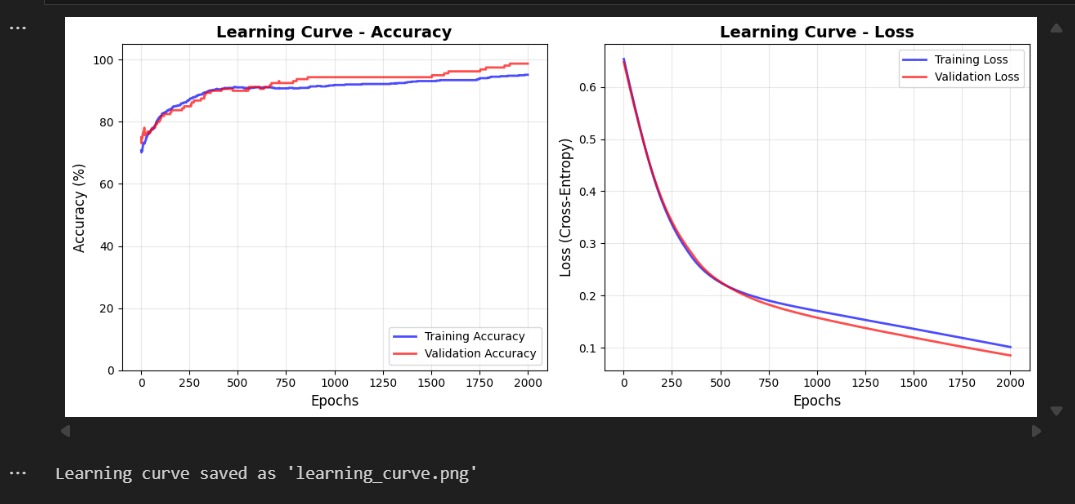 Learning Curve - Accuracy
100
80
60
40
20
0
Accuracy (%)
Training Accuracy
Validation Accuracy
0 250 500 750 1000 1250 1500 1750 2000
Epochs
Learning Curve - Loss
Training Loss
Validation Loss
0.6
0.5
0.4
0.3
0.2
0.1
Loss (Cross-Entropy)
0 250 500 750 1000 1250 1500 1750 2000
Epochs
Learning curve saved as 'learning_curve.png'